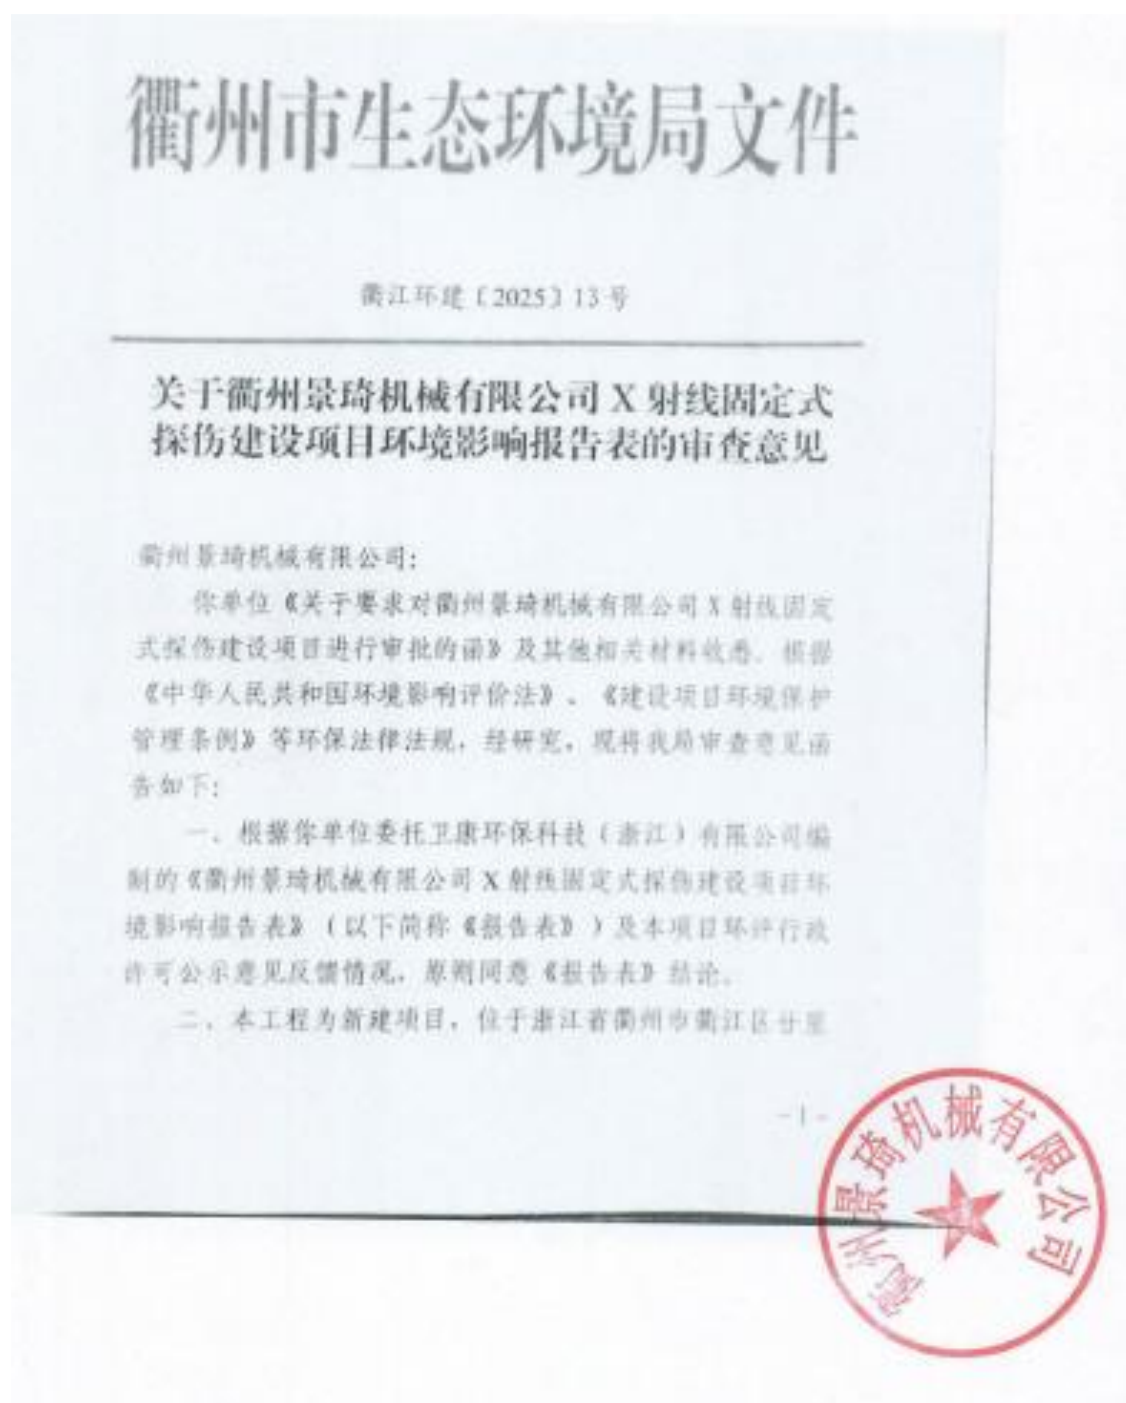 衢州市生态环境局文件
衢江环建〔2025〕13号
关于衢州景琦机械有限公司X射线固定式
探伤建设项目环境影响报告表的审查意见
衢州景琦机械有限公司：
你单位《关于要求对衢州景琦机械有限公司X射线固定
式探伤建设项目进行审批的函》及其他相关材料收悉。根据
《中华人民共和国环境影响评价法》、《建设项目环境保护
管理条例》等环保法律法规，经研究，现将我局审查意见函
告如下：
一、根据你单位委托卫康环保科技（浙江）有限公司编
制的《衢州景琦机械有限公司X射线固定式探伤建设项目环
境影响报告表》（以下简称《报告表》）及本项目环评行政
许可公示意见反馈情况，原则同意《报告表》结论。
二、本工程为新建项目，位于浙江省衢州市衢江区廿里
-1-
衢州景琦机械有限公司